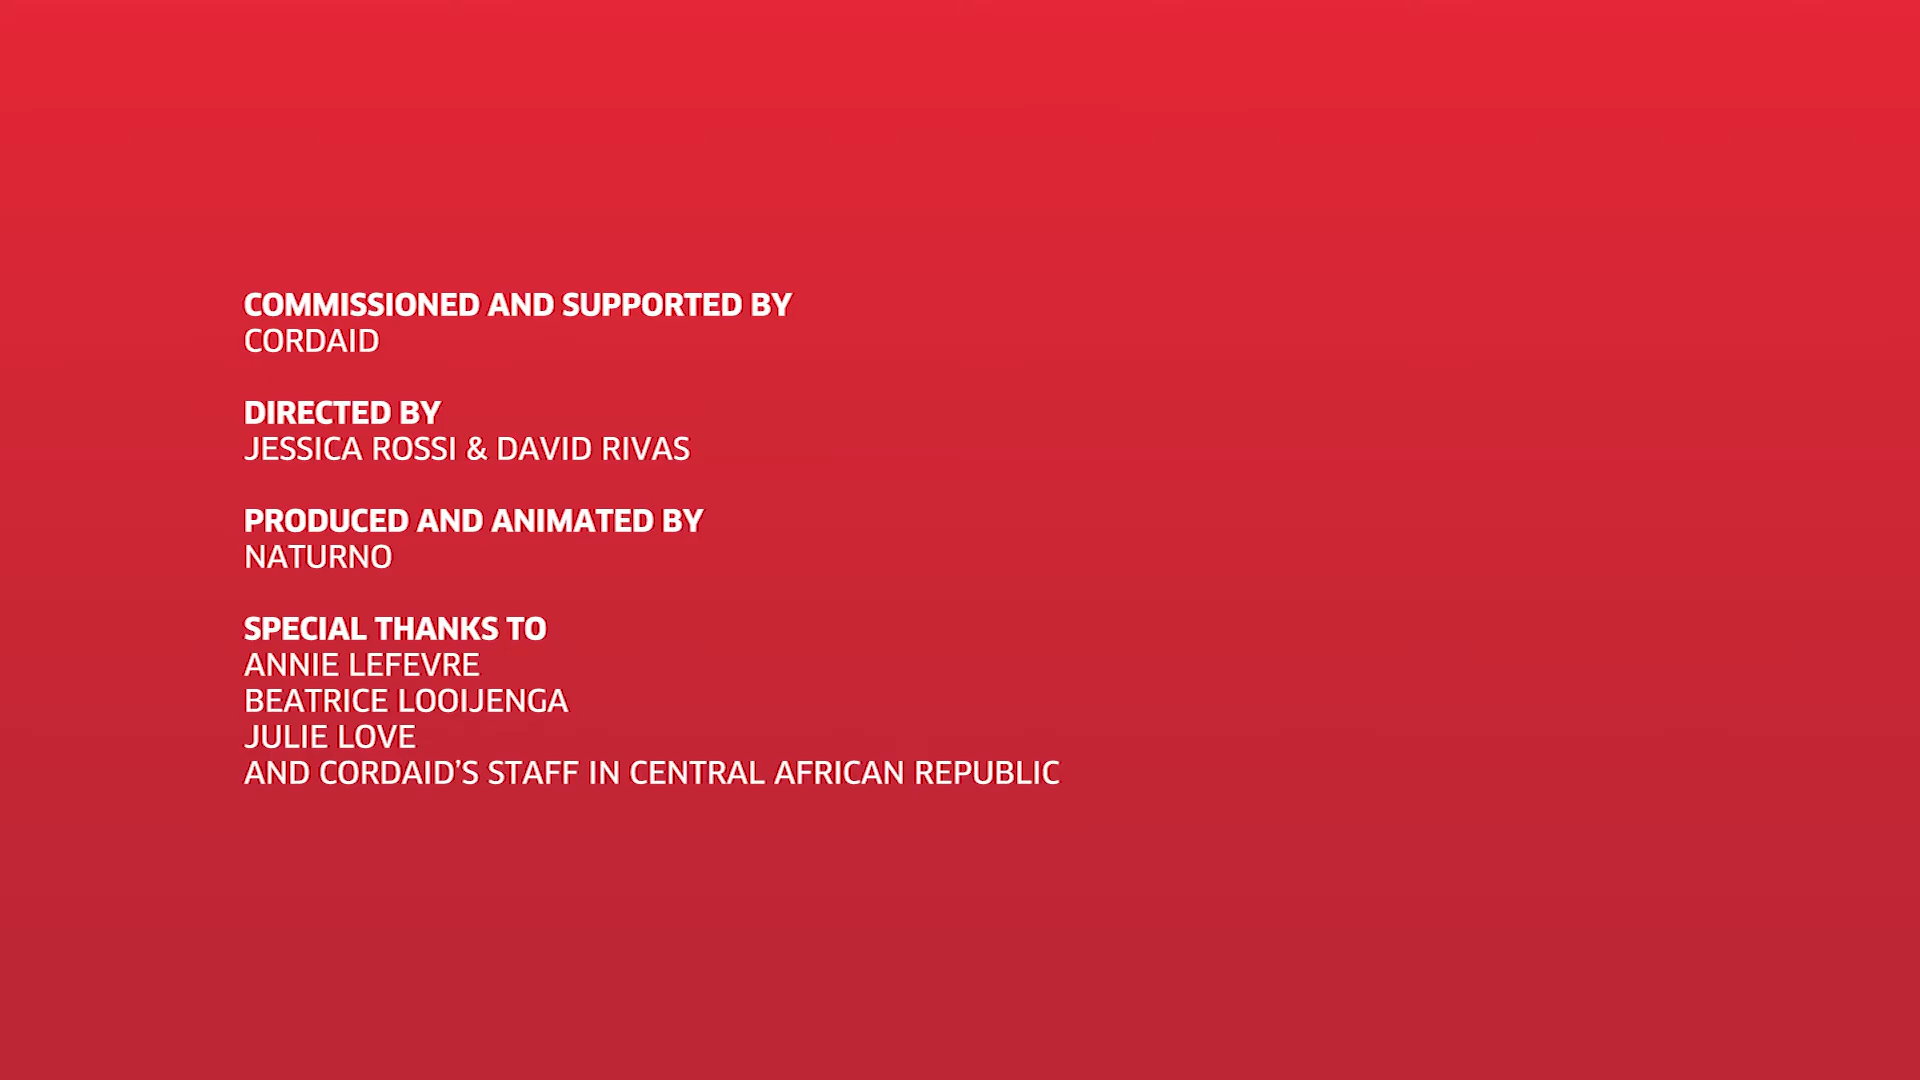 COMMISSIONED AND SUPPORTED BY
CORDAID
DIRECTED BY
JESSICA ROSSI & DAVID RIVAS
PRODUCED AND ANIMATED BY
NATURNO
SPECIAL THANKS TO
ANNIE LEFEVRE
BEATRICE LOOIJENGA
JULIE LOVE
AND CORDAID’S STAFF IN CENTRAL AFRICAN REPUBLIC